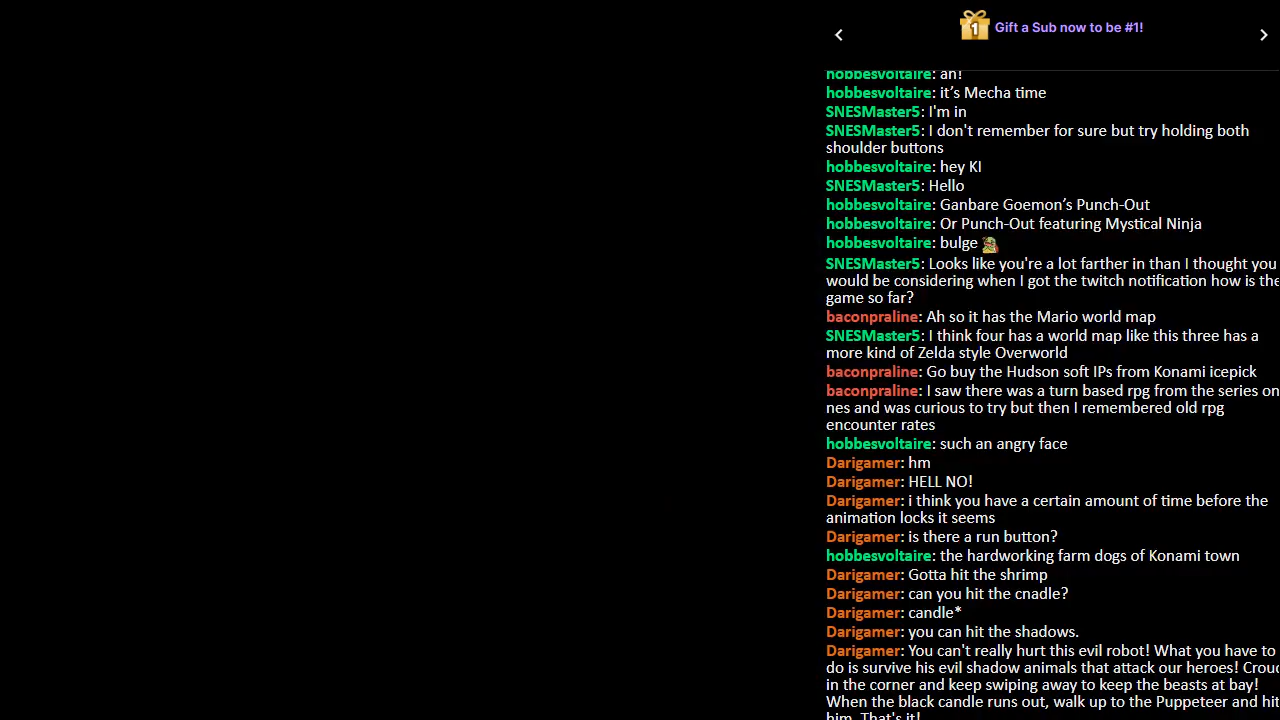 1 Gift a Sub now to be #1!
hobbesvoltaire: ah!
hobbesvoltaire: it’s Mecha time
SNESMaster5: I'm in
SNESMaster5: I don't remember for sure but try holding both
shoulder buttons
hobbesvoltaire: hey KI
SNESMaster5: Hello
hobbesvoltaire: Ganbare Goemon’s Punch-Out
hobbesvoltaire: Or Punch-Out featuring Mystical Ninja
hobbesvoltaire: bulge
SNESMaster5: Looks like you're a lot farther in than I thought you
would be considering when I got the twitch notification how is the
game so far?
baconpraline: Ah so it has the Mario world map
SNESMaster5: I think four has a world map like this three has a
more kind of Zelda style Overworld
baconpraline: Go buy the Hudson soft IPs from Konami icepick
baconpraline: I saw there was a turn based rpg from the series on
nes and was curious to try but then I remembered old rpg
encounter rates
hobbesvoltaire: such an angry face
Darigamer: hm
Darigamer: HELL NO!
Darigamer: i think you have a certain amount of time before the
animation locks it seems
Darigamer: is there a run button?
hobbesvoltaire: the hardworking farm dogs of Konami town
Darigamer: Gotta hit the shrimp
Darigamer: can you hit the cnadle?
Darigamer: candle*
Darigamer: you can hit the shadows.
Darigamer: You can't really hurt this evil robot! What you have to
do is survive his evil shadow animals that attack our heroes! Crouc
in the corner and keep swiping away to keep the beasts at bay!
When the black candle runs out, walk up to the Puppeteer and hit
him. That's it!